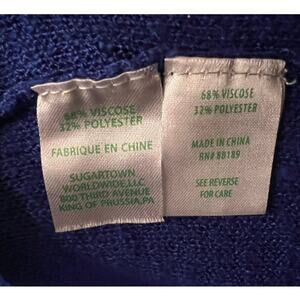 68% VISCOSE
32% POLYESTER
FABRIQUE EN CHINE
SUGARTOWN
WORLDWIDE, LLC
800 THIRD AVENUE
KING OF PRUSSIA, PA
68% VISCOSE
32% POLYESTER
MADE IN CHINA
RN# 88189
SEE REVERSE
FOR CARE